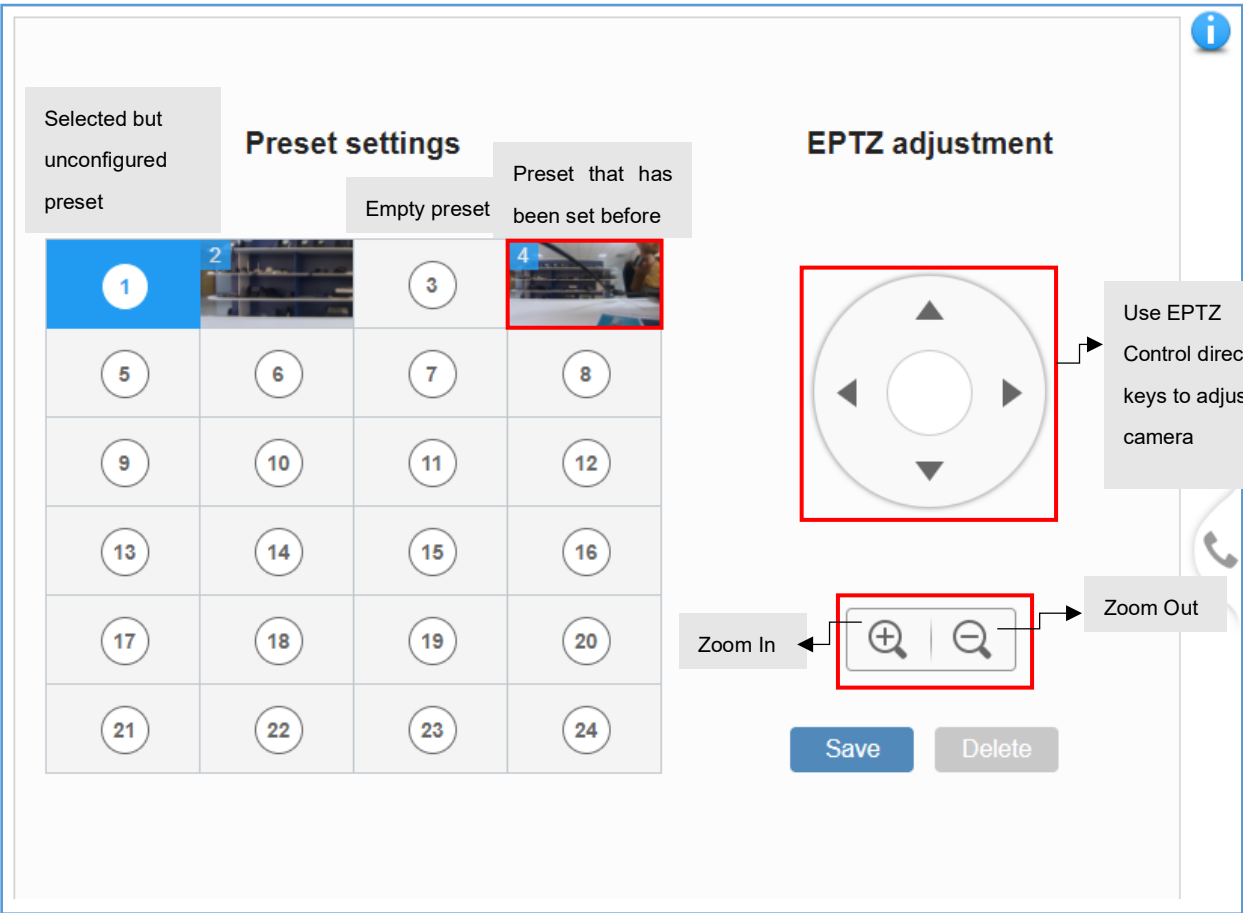 i
Selected but
unconfigured
preset
Preset settings
Empty preset
Preset that has
been set before
EPTZ adjustment
1
2
3
4
5
6
7
8
9
10
11
12
13
14
15
16
17
18
19
20
21
22
23
24
Use EPTZ
Control direc
keys to adjus
camera
Zoom In
Zoom Out
Save
Delete